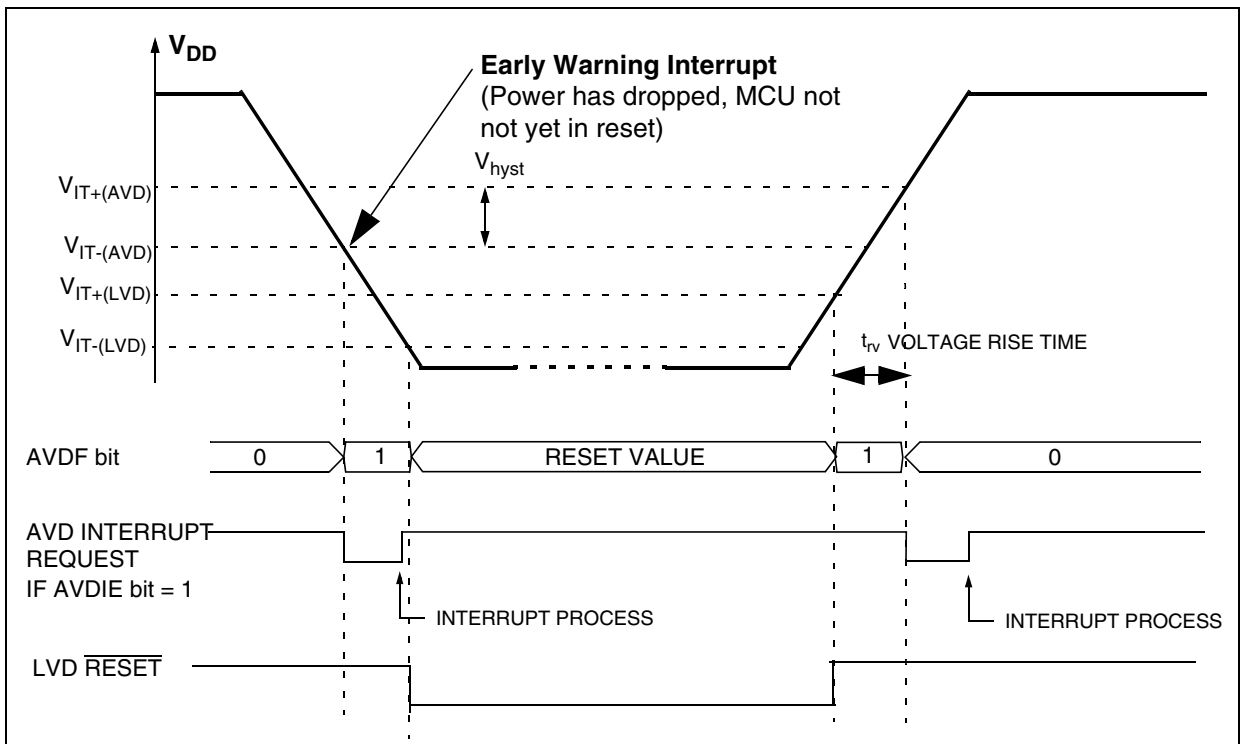 VDD
Early Warning Interrupt
(Power has dropped, MCU not
not yet in reset)
Vhyst
VIT+(AVD)
VIT-(AVD)
VIT+(LVD)
VIT-(LVD)
trv VOLTAGE RISE TIME
AVDF bit
0
1
RESET VALUE
1
0
AVD INTERRUPT
REQUEST
IF AVDIE bit = 1
INTERRUPT PROCESS
INTERRUPT PROCESS
LVD RESET